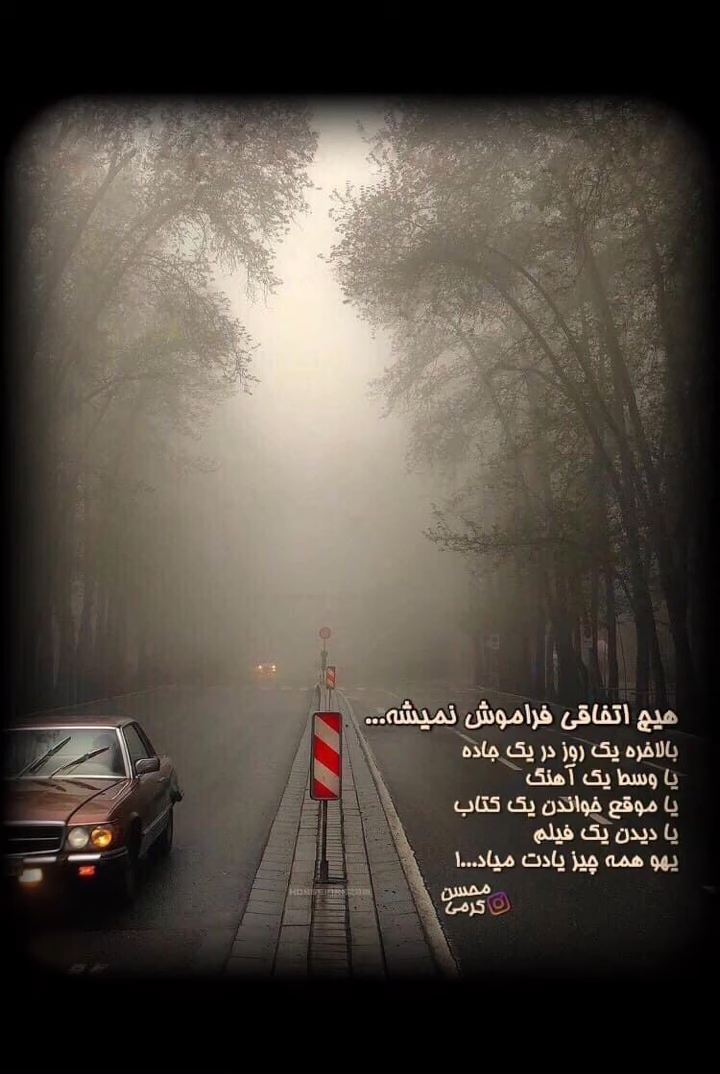 هیچ اتفاقی فراموش نمیشه...
بالاخره یک روز در یک جاده
یا وسط یک آهنگ
یا موقع خواندن یک کتاب
یا دیدن یک فیلم
یهو همه چیز یادت میاد...!
محسن
کرمی